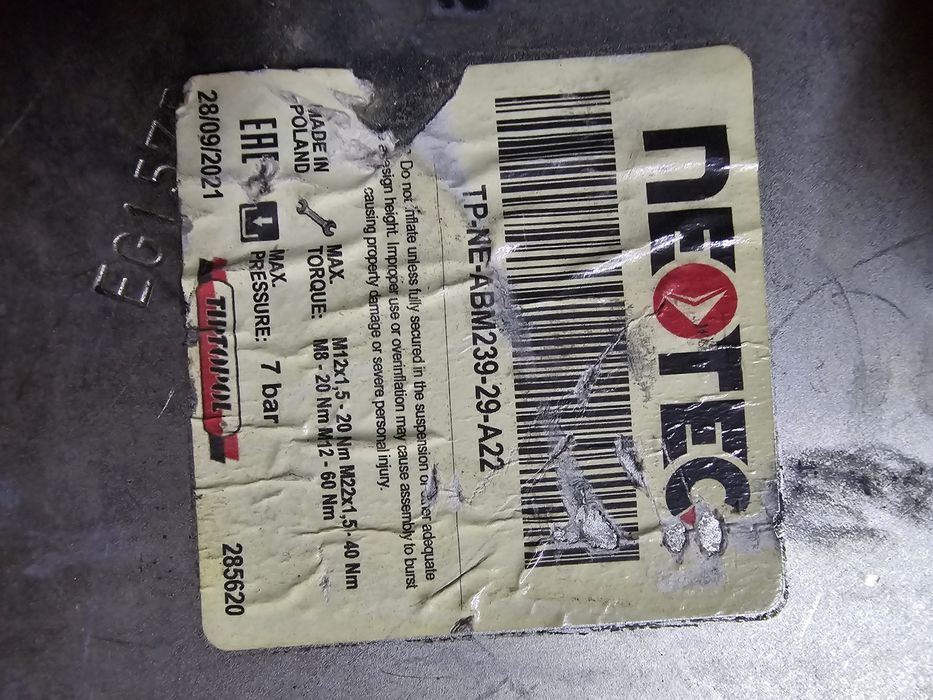 NEOTEC
TP-NE-ABM239-29-A22
Do not inflate unless fully secured in the suspension or other adequate
design height. Improper use or overinflation may cause assembly to burst
causing property damage or severe personal injury.
MADE IN
POLAND
MAX.
TORQUE:
M12x1,5 - 20 Nm M22x1,5 - 40 Nm
M8 - 20 Nm M12 - 60 Nm
EAC
MAX.
PRESSURE:
7 bar
28/09/2021
TIPTOPOL
285620
EG1